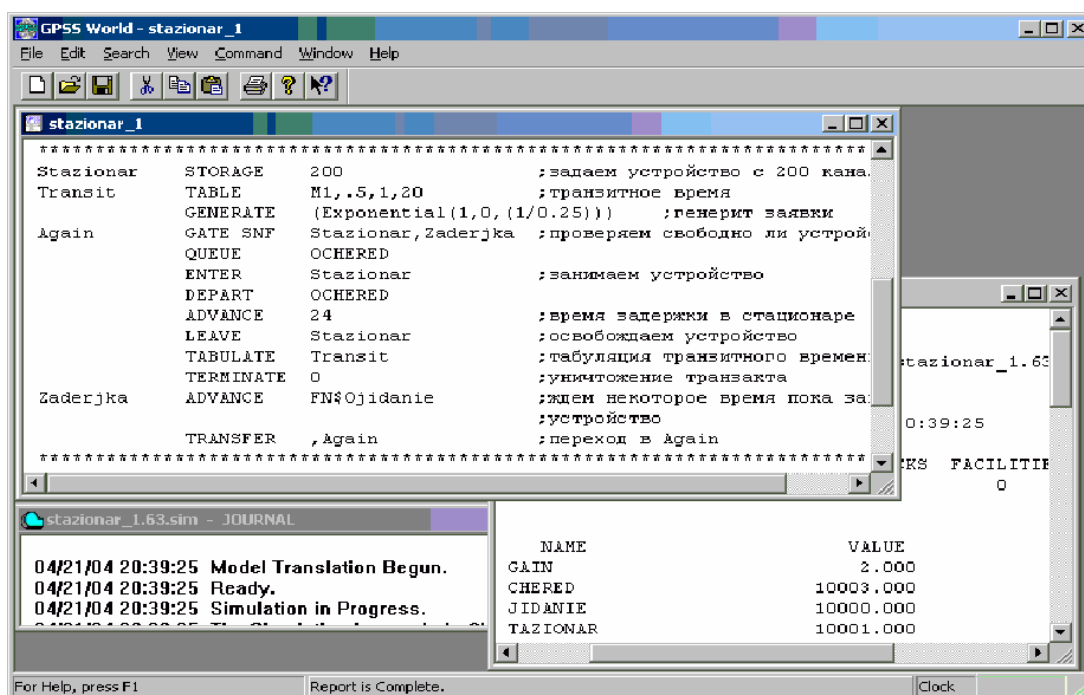 GPSS World - stazionar_1
File Edit Search View Command Window Help
stazionar_1
*******************************************************************************
Stazionar STORAGE 200 ;задаем устройство с 200 кана
Transit TABLE M1,.5,1,20 ;транзитное время
GENERATE (Exponential(1,0,(1/0.25))) ;генерит заявки
Again GATE SNF Stazionar,Zaderjka ;проверяем свободно ли устрой
QUEUE OCHERED
ENTER Stazionar ;занимаем устройство
DEPART OCHERED
ADVANCE 24 ;время задержки в стационаре
LEAVE Stazionar ;освобождаем устройство
TABULATE Transit ;табуляция транзитного времен
TERMINATE 0 ;уничтожение транзакта
Zaderjka ADVANCE FN$Ojidanie ;ждем некоторое время пока за
;устройство
TRANSFER ,Again ;переход в Again
*******************************************************************************
stazionar_1.63
0:39:25
KS FACILITIE
0
NAME VALUE
GAIN 2.000
CHERED 10003.000
JIDANIE 10000.000
TAZIONAR 10001.000
stazionar_1.63.sim - JOURNAL
04/21/04 20:39:25 Model Translation Begun.
04/21/04 20:39:25 Ready.
04/21/04 20:39:25 Simulation in Progress.
For Help, press F1 Report is Complete. Clock